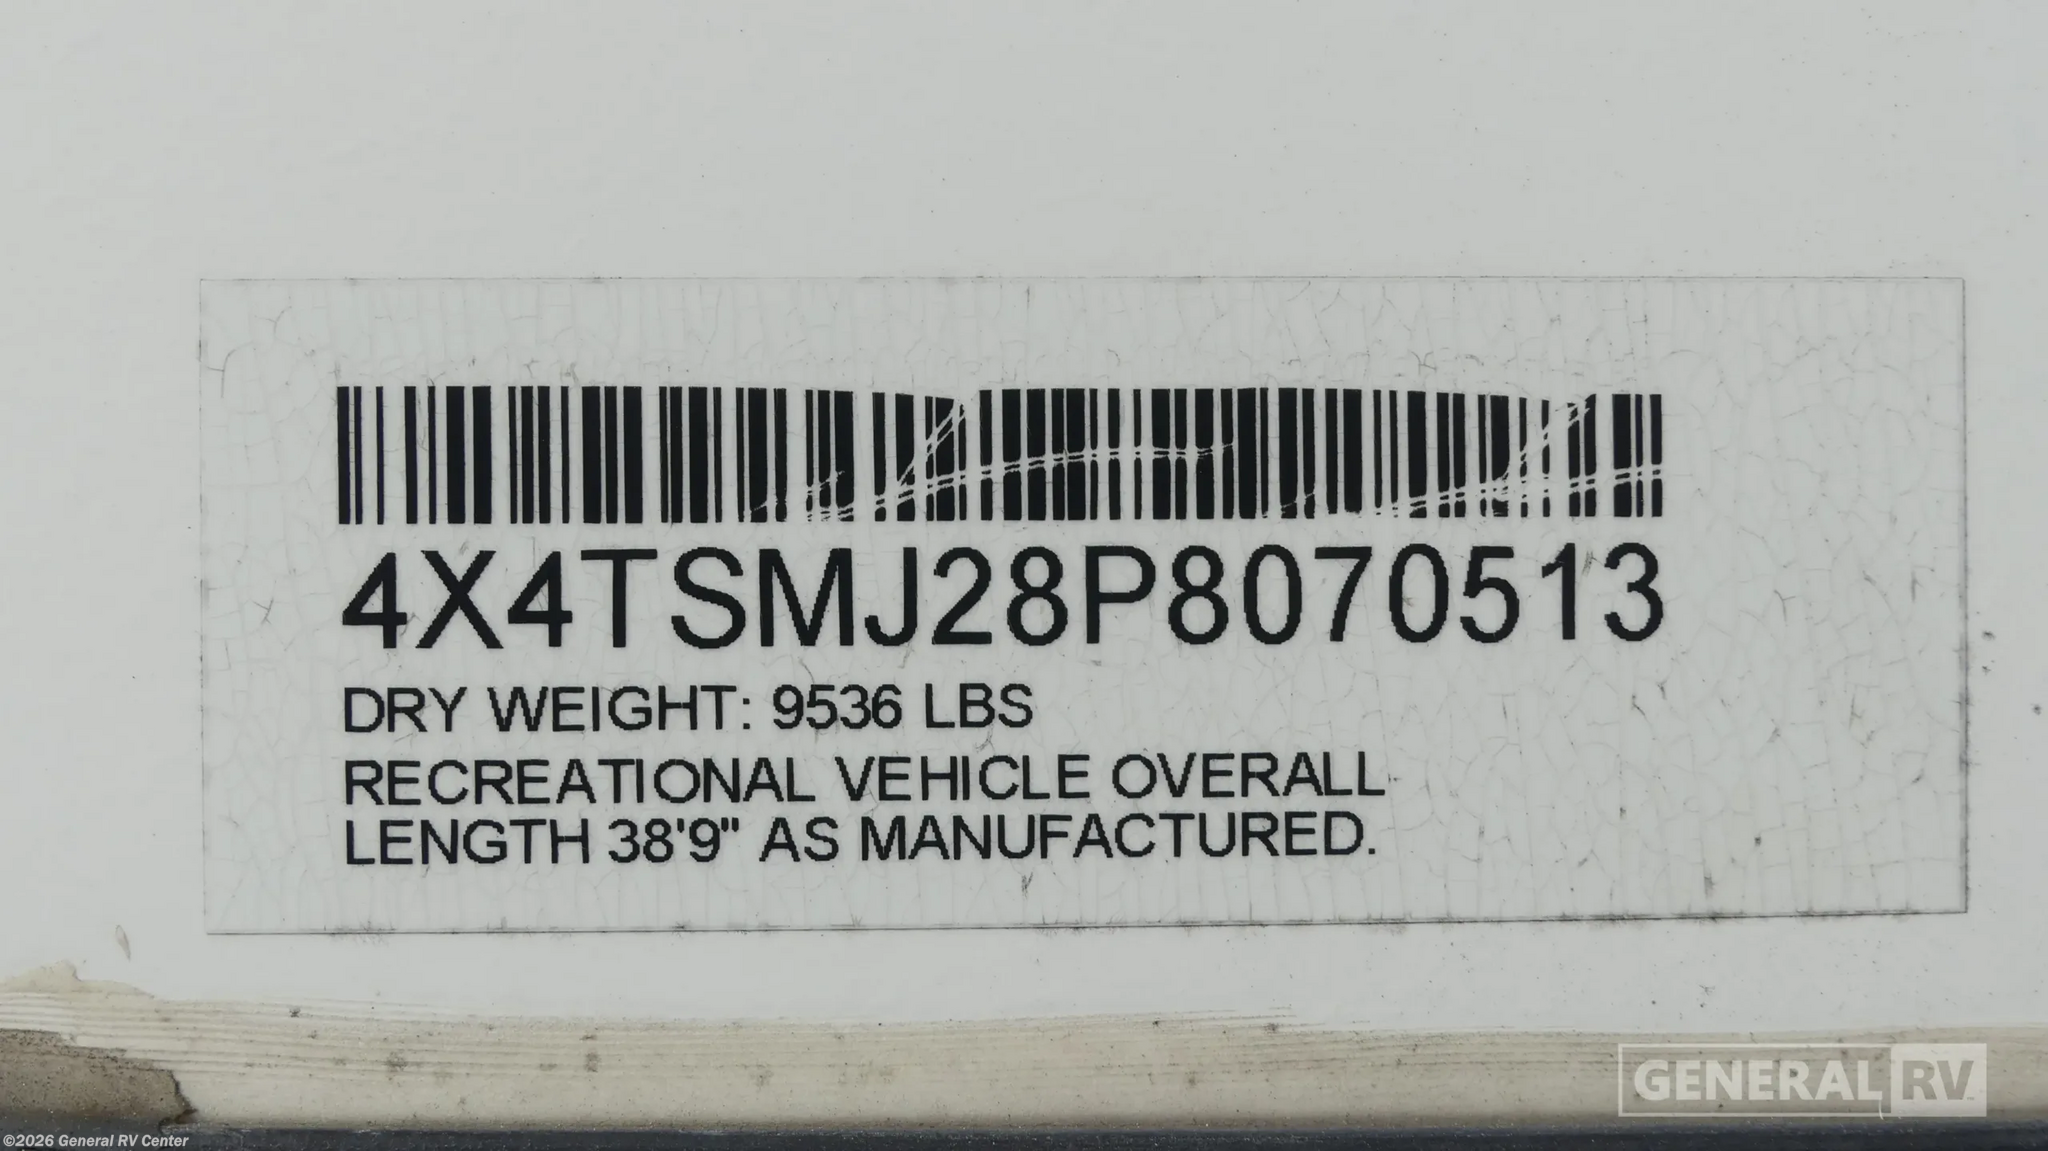 4X4TSMJ28P8070513
DRY WEIGHT: 9536 LBS
RECREATIONAL VEHICLE OVERALL
LENGTH 38'9" AS MANUFACTURED.
GENERAL RV
©2026 General RV Center